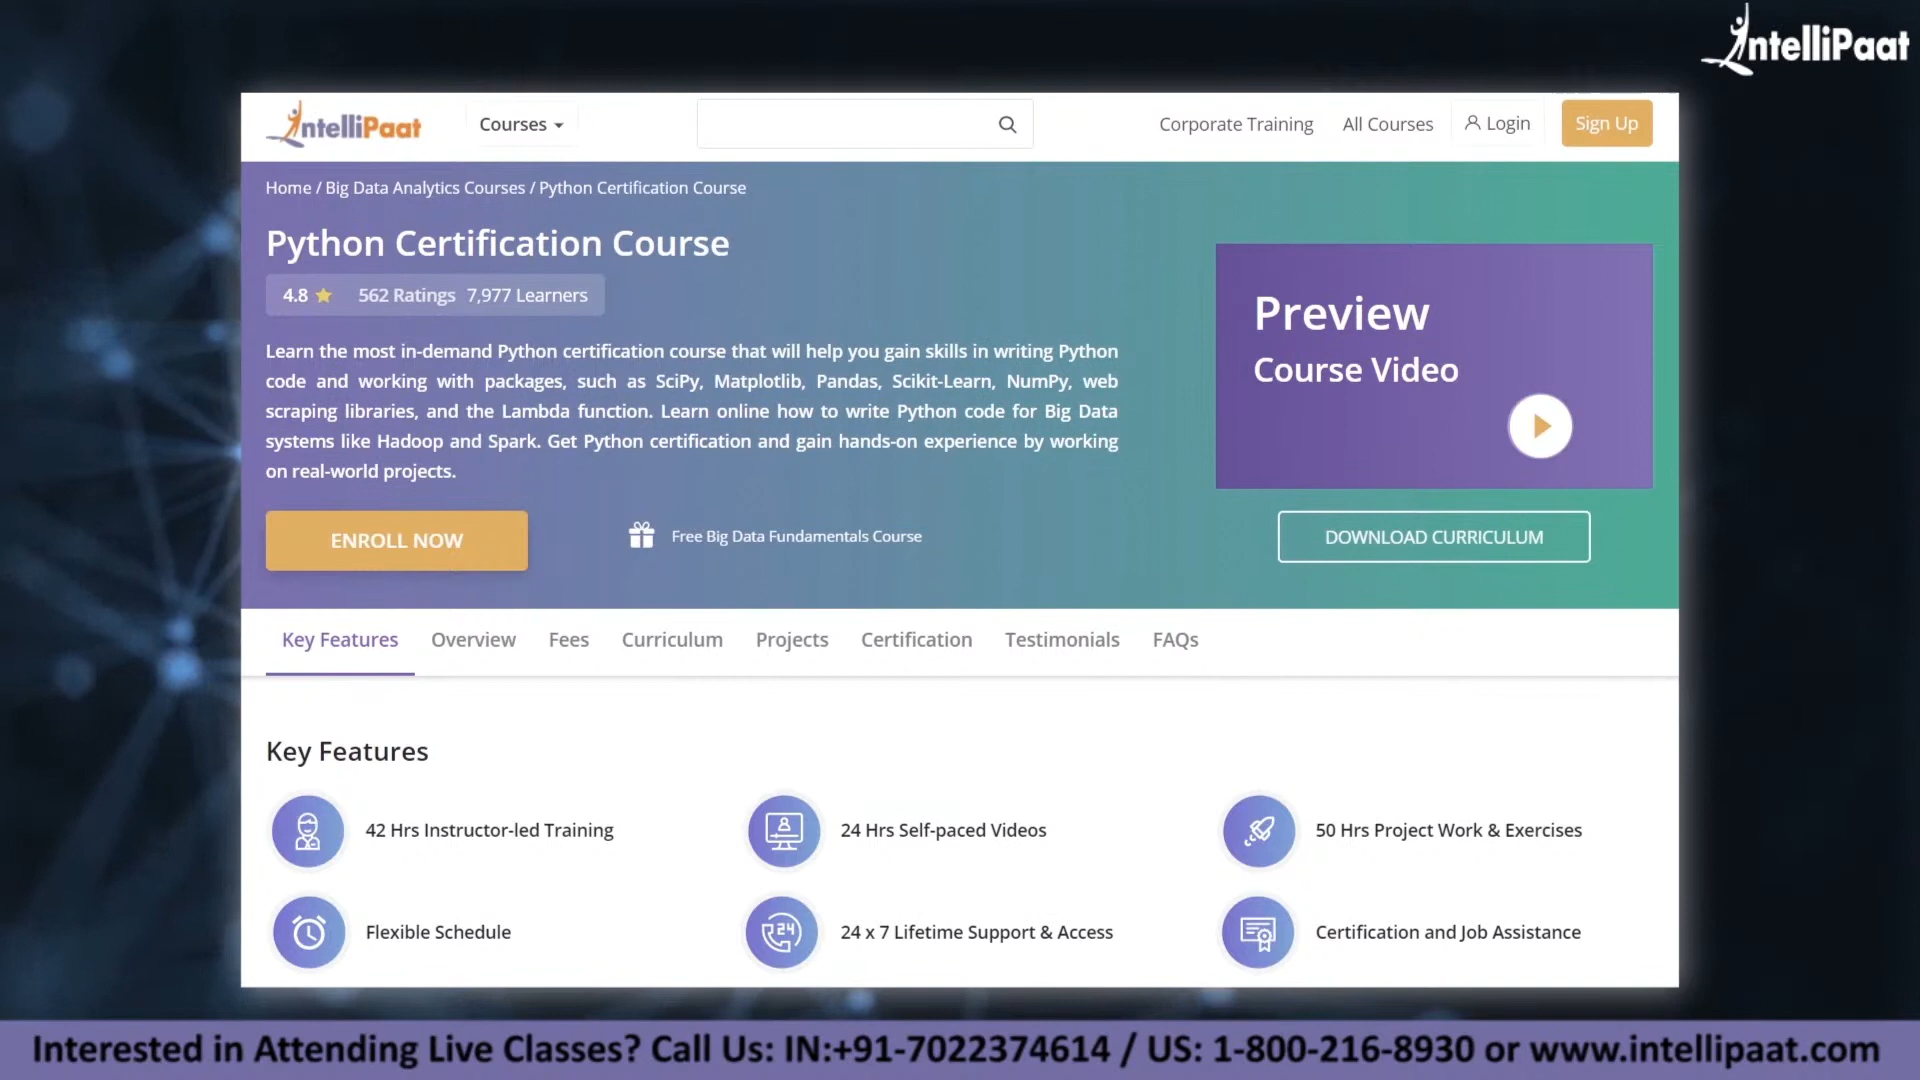 IntelliPaat
IntelliPaat
Courses
Corporate Training
All Courses
Login
Sign Up
Home / Big Data Analytics Courses / Python Certification Course
Python Certification Course
4.8 562 Ratings 7,977 Learners
Learn the most in-demand Python certification course that will help you gain skills in writing Python
code and working with packages, such as SciPy, Matplotlib, Pandas, Scikit-Learn, NumPy, web
scraping libraries, and the Lambda function. Learn online how to write Python code for Big Data
systems like Hadoop and Spark. Get Python certification and gain hands-on experience by working
on real-world projects.
Preview
Course Video
ENROLL NOW
Free Big Data Fundamentals Course
DOWNLOAD CURRICULUM
Key Features Overview Fees Curriculum Projects Certification Testimonials FAQs
Key Features
42 Hrs Instructor-led Training
24 Hrs Self-paced Videos
50 Hrs Project Work & Exercises
Flexible Schedule
24
24 x 7 Lifetime Support & Access
Certification and Job Assistance
Interested in Attending Live Classes? Call Us: IN:+91-7022374614 / US: 1-800-216-8930 or www.intellipaat.com